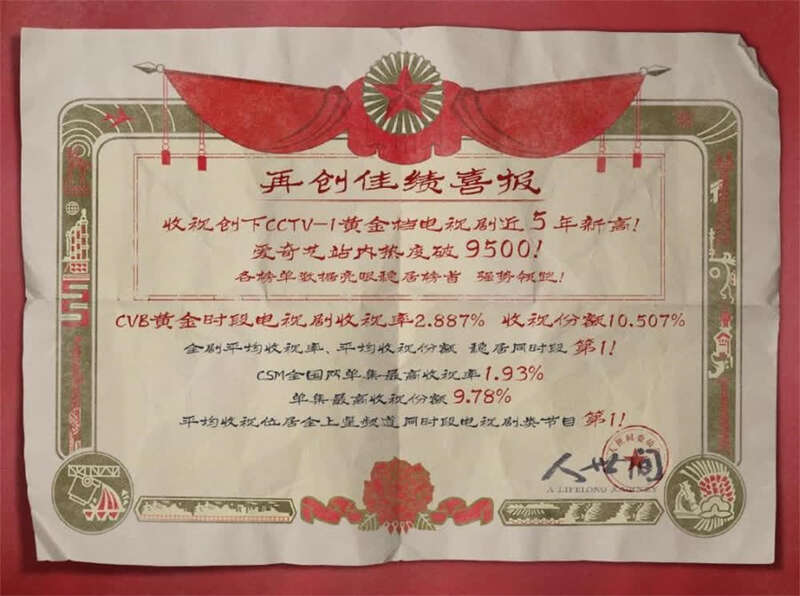 再创佳绩喜报
收视创下CCTV-1黄金档电视剧近5年新高!
爱奇艺站内热度破9500!
各榜单数据亮眼稳居榜首 强势领跑!
CVB黄金时段电视剧收视率2.887% 收视份额10.507%
全剧平均收视率、平均收视份额 稳居同时段 第1!
CSM全国网单集最高收视率1.93%
单集最高收视份额9.78%
平均收视位居全上星频道同时段电视剧类节目 第1!
人世间
A LIFELONG JOURNEY